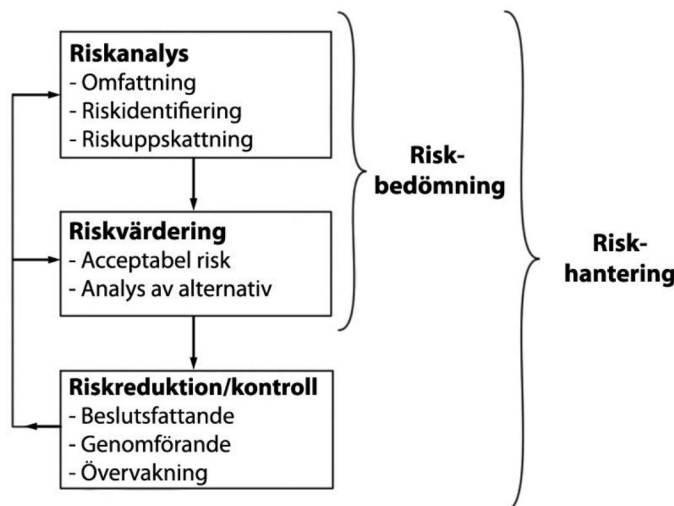 Riskanalys
- Omfattning
- Riskidentifiering
- Riskuppskattning
Risk-
bedömning
Riskvärdering
- Acceptabel risk
- Analys av alternativ
Risk-
hantering
Riskreduktion/kontroll
- Beslutsfattande
- Genomförande
- Övervakning